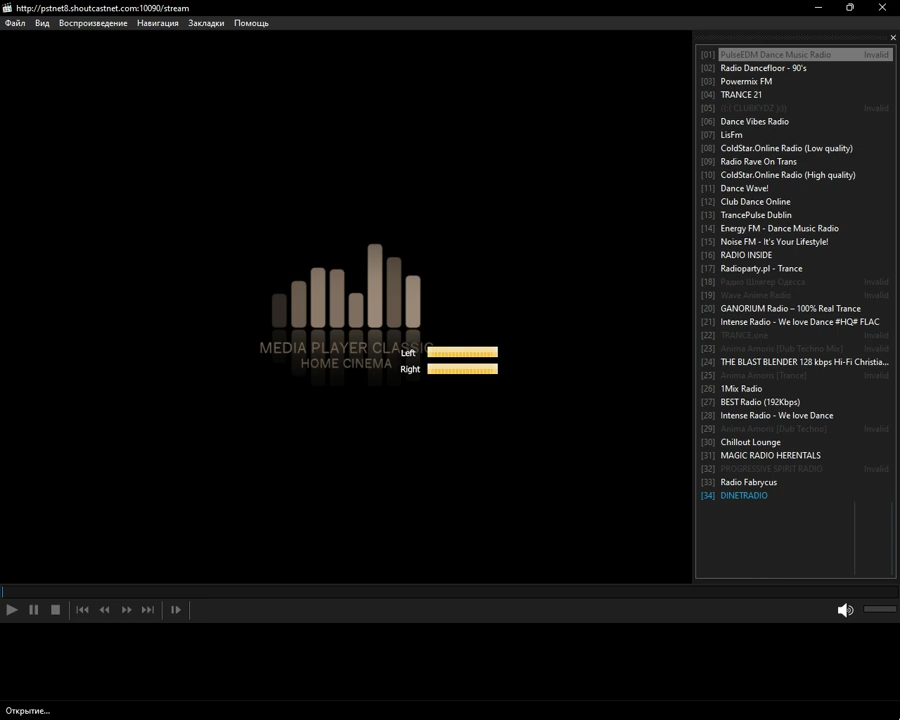 http://pstnet8.shoutcastnet.com:10090/stream
Файл Вид Воспроизведение Навигация Закладки Помощь
[01] PulseEDM Dance Music Radio Invalid
[02] Radio Dancefloor - 90's
[03] Powermix FM
[04] TRANCE 21
[05] ((·( CLUBKYDZ )·)) Invalid
[06] Dance Vibes Radio
[07] LisFm
[08] ColdStar.Online Radio (Low quality)
[09] Radio Rave On Trans
[10] ColdStar.Online Radio (High quality)
[11] Dance Wave!
[12] Club Dance Online
[13] TrancePulse Dublin
[14] Energy FM - Dance Music Radio
[15] Noise FM - It's Your Lifestyle!
[16] RADIO INSIDE
[17] Radioparty.pl - Trance
[18] Радио Шлягер Одесса Invalid
[19] Wave Anime Radio Invalid
[20] GANORIUM Radio ~ 100% Real Trance
[21] Intense Radio - We love Dance #HQ# FLAC
[22] TRANCE.one Invalid
[23] Anima Amoris [Dub Techno Mix] Invalid
[24] THE BLAST BLENDER 128 kbps Hi-Fi Christia...
[25] Anima Amoris [Trance] Invalid
[26] 1Mix Radio
[27] BEST Radio (192Kbps)
[28] Intense Radio - We love Dance
[29] Anima Amoris [Dub Techno] Invalid
[30] Chillout Lounge
[31] MAGIC RADIO HERENTALS
[32] PROGRESSIVE SPIRIT RADIO Invalid
[33] Radio Fabrycus
[34] DINETRADIO
MEDIA PLAYER CLASSIC
HOME CINEMA
Left
Right
Открытие...